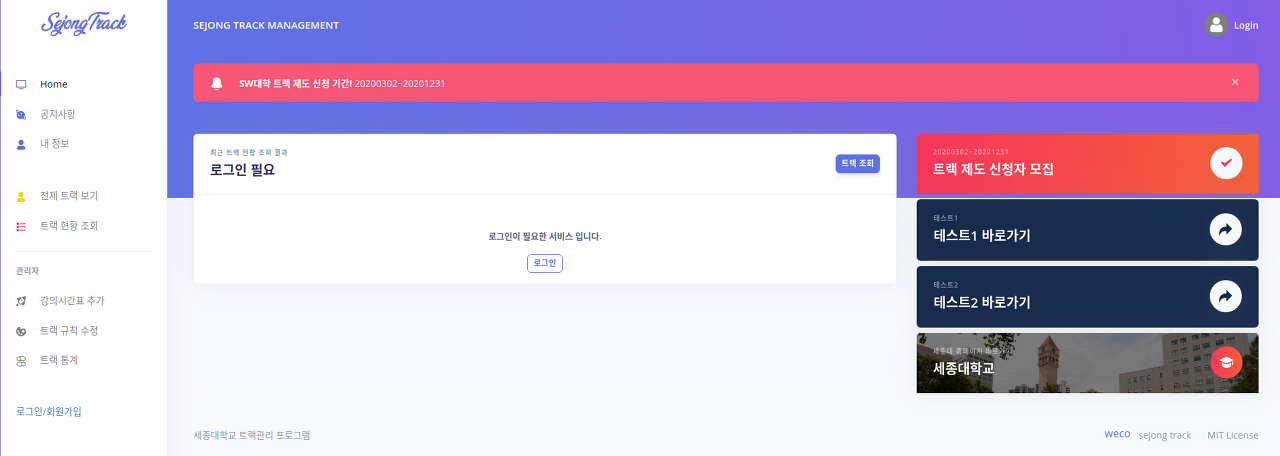 SejongTrack
Home
공지사항
내 정보
전체 트랙 보기
트랙 현황 조회
관리자
강의시간표 추가
트랙 규칙 수정
트랙 통계
로그인/회원가입
SEJONG TRACK MANAGEMENT
Login
SW대학 트랙 제도 신청 기간! 20200302~20201231
×
최근 트랙 현황 조회 결과
로그인 필요
트랙 조회
로그인이 필요한 서비스 입니다.
로그인
20200302~20201231
트랙 제도 신청자 모집
테스트1
테스트1 바로가기
테스트2
테스트2 바로가기
세종대 홈페이지 바로가기
세종대학교
세종대학교 트랙관리 프로그램
weco sejong track MIT License